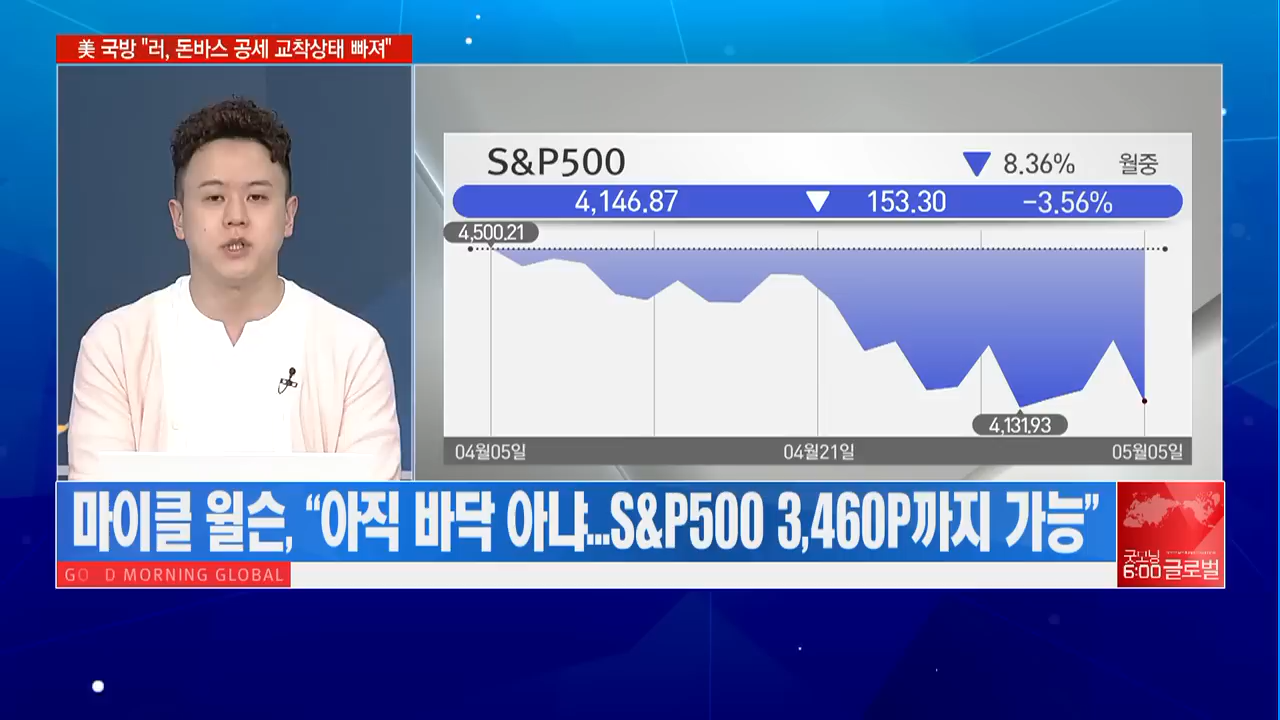 美 국방 "러, 돈바스 공세 교착상태 빠져"
S&P500
▼ 8.36% 월중
4,146.87 ▽ 153.30 -3.56%
4,500.21
4,131.93
04월05일 04월21일 05월05일
마이클 윌슨, “아직 바닥 아냐...S&P500 3,460P까지 가능”
GO D MORNING GLOBAL
굿모닝
6:00 글로벌